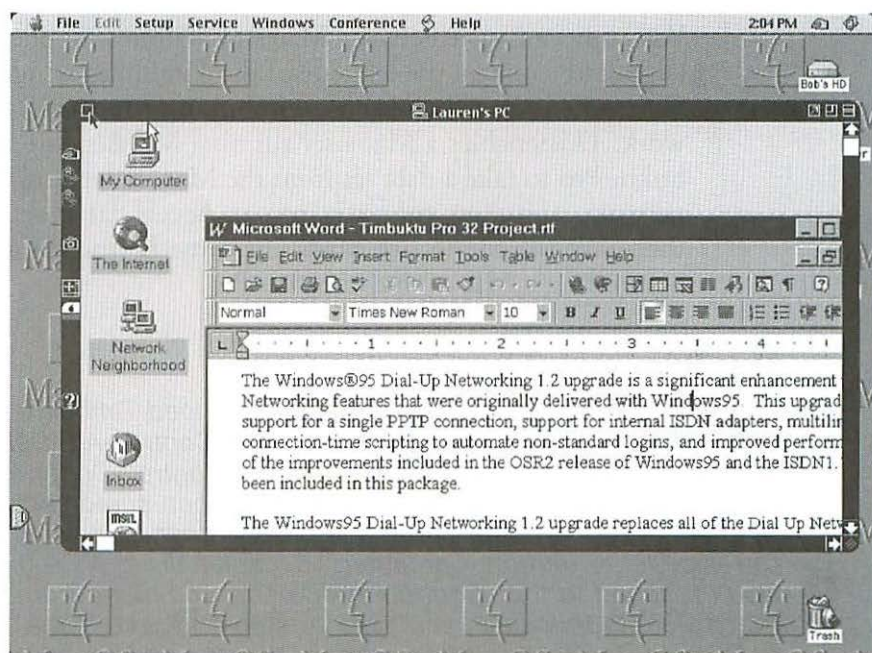 File Edit Setup Service Windows Conference Help 2:04 PM
Bob's HD
Lauren's PC
My Computer
The Internet
Network
Neighborhood
Inbox
W Microsoft Word - Timbuktu Pro 32 Project.rtf
File Edit View Insert Format Tools Table Window Help
Normal Times New Roman 10 B I U
1 2 3 4
The Windows®95 Dial-Up Networking 1.2 upgrade is a significant enhancement
Networking features that were originally delivered with Windows95. This upgrad
support for a single PPTP connection, support for internal ISDN adapters, multilin
connection-time scripting to automate non-standard logins, and improved perform
of the improvements included in the OSR2 release of Windows95 and the ISDN1.
been included in this package.
The Windows95 Dial-Up Networking 1.2 upgrade replaces all of the Dial Up Netw
Trash